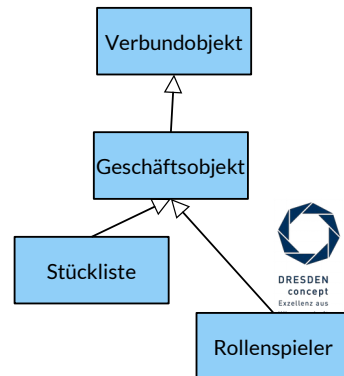 Verbundobjekt
Geschäftsobjekt
Stückliste
DRESDEN
concept
Exzellenz aus
Rollenspieler